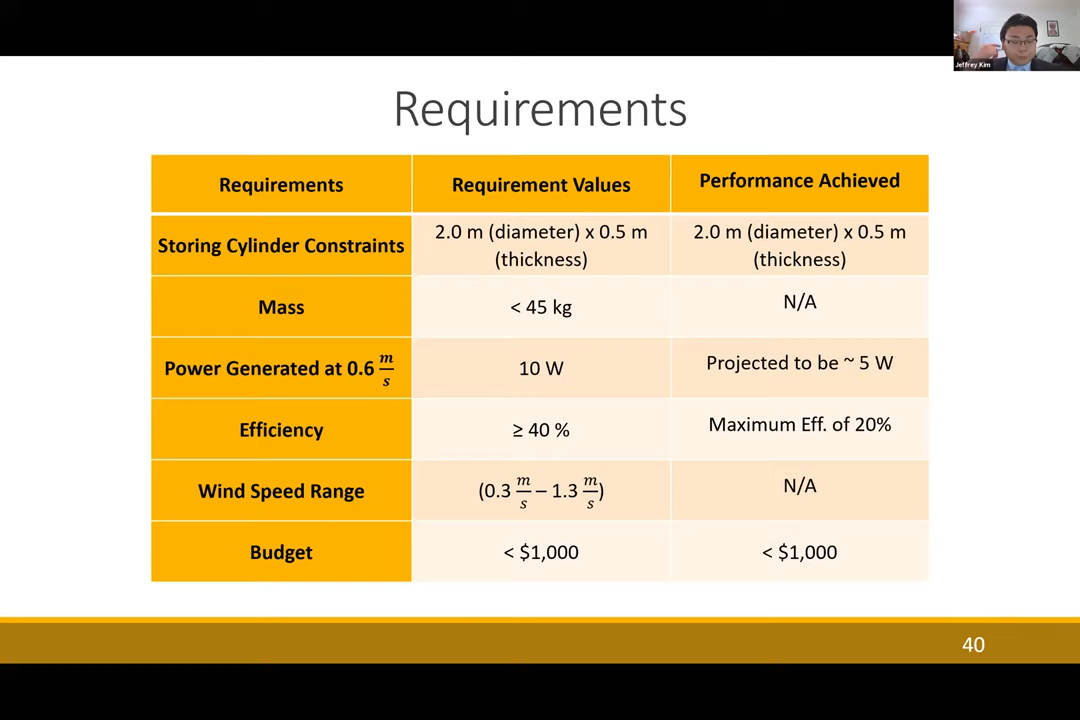 Jeffrey Kim
Requirements
Requirements
Requirement Values
Performance Achieved
Storing Cylinder Constraints
2.0 m (diameter) x 0.5 m
(thickness)
2.0 m (diameter) x 0.5 m
(thickness)
Mass
< 45 kg
N/A
Power Generated at 0.6 m/s
10 W
Projected to be ~ 5 W
Efficiency
≥ 40 %
Maximum Eff. of 20%
Wind Speed Range
(0.3 m/s – 1.3 m/s)
N/A
Budget
< $1,000
< $1,000
40